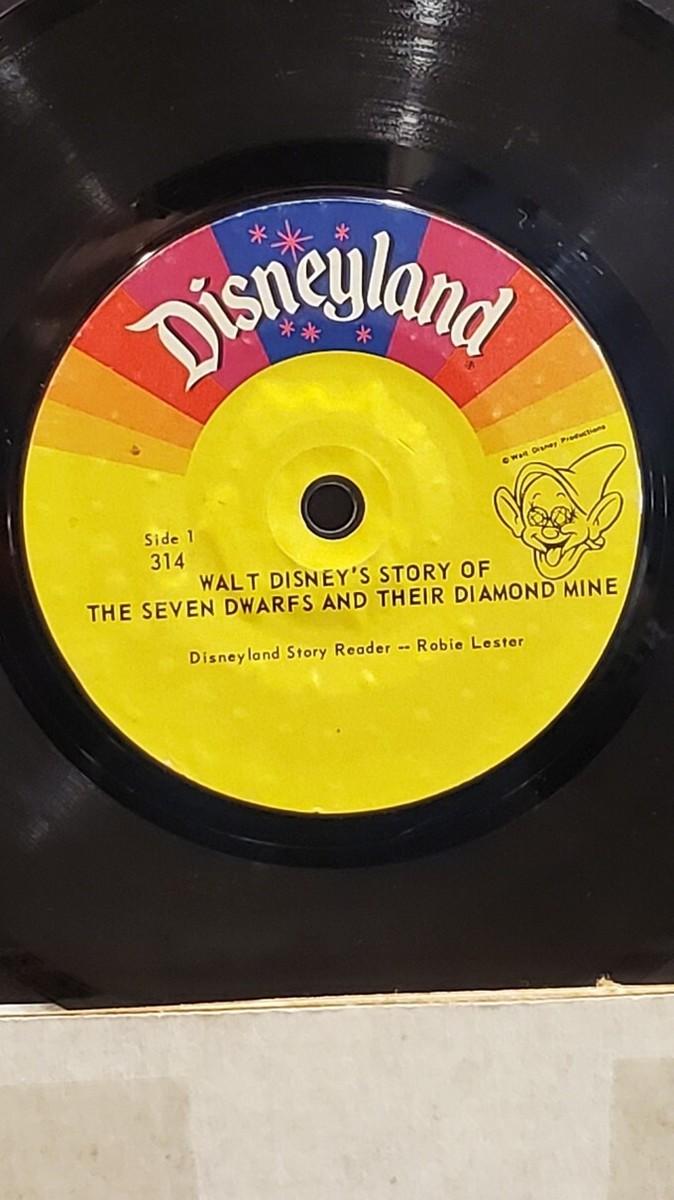 Disneyland®
© Walt Disney Productions
Side 1
314
WALT DISNEY'S STORY OF
THE SEVEN DWARFS AND THEIR DIAMOND MINE
Disneyland Story Reader -- Robie Lester